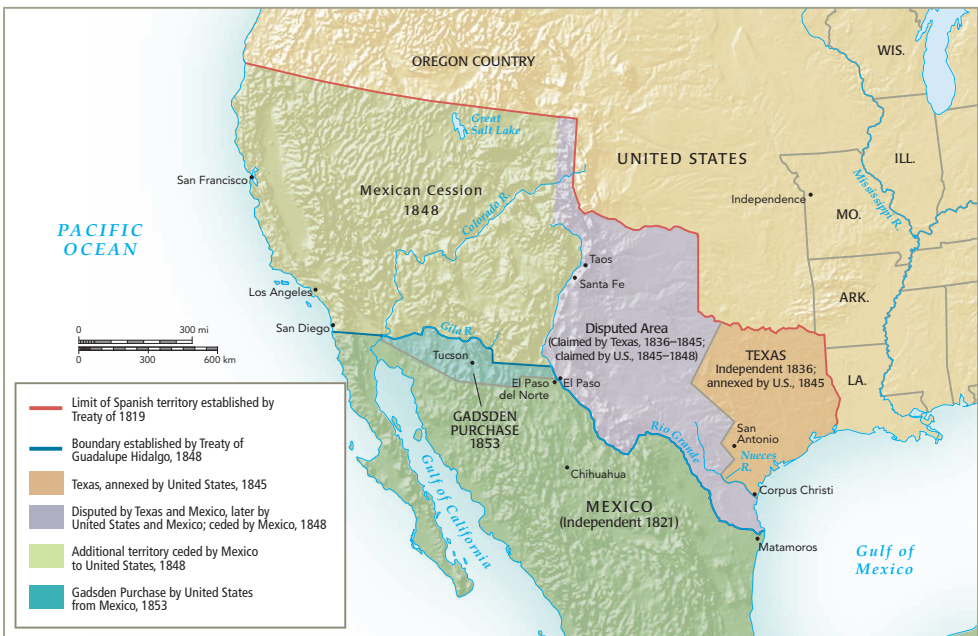 WIS.
OREGON COUNTRY
Great
Salt Lake
UNITED STATES
ILL.
San Francisco
Mexican Cession
1848
Colorado R.
Independence
MO.
Mississippi R.
PACIFIC
OCEAN
Taos
Santa Fe
Los Angeles
ARK.
0 300 mi
0 300 600 km
San Diego
Gila R.
Disputed Area
(Claimed by Texas, 1836–1845;
claimed by U.S., 1845–1848)
TEXAS
Independent 1836;
annexed by U.S., 1845
LA.
Tucson
El Paso
del Norte
El Paso
GADSDEN
PURCHASE
1853
San
Antonio
Rio Grande
Nueces
R.
Chihuahua
Corpus Christi
Gulf of California
MEXICO
(Independent 1821)
Matamoros
Gulf of
Mexico
Limit of Spanish territory established by
Treaty of 1819
Boundary established by Treaty of
Guadalupe Hidalgo, 1848
Texas, annexed by United States, 1845
Disputed by Texas and Mexico, later by
United States and Mexico; ceded by Mexico, 1848
Additional territory ceded by Mexico
to United States, 1848
Gadsden Purchase by United States
from Mexico, 1853